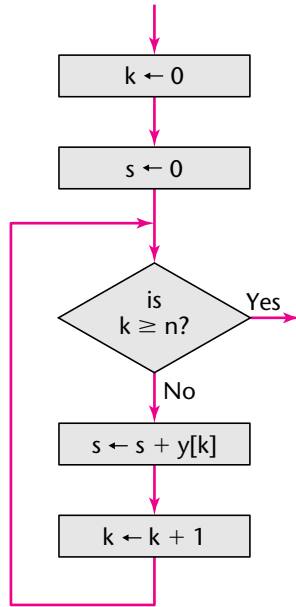 k ← 0
s ← 0
is
k ≥ n?
Yes
No
s ← s + y[k]
k ← k + 1